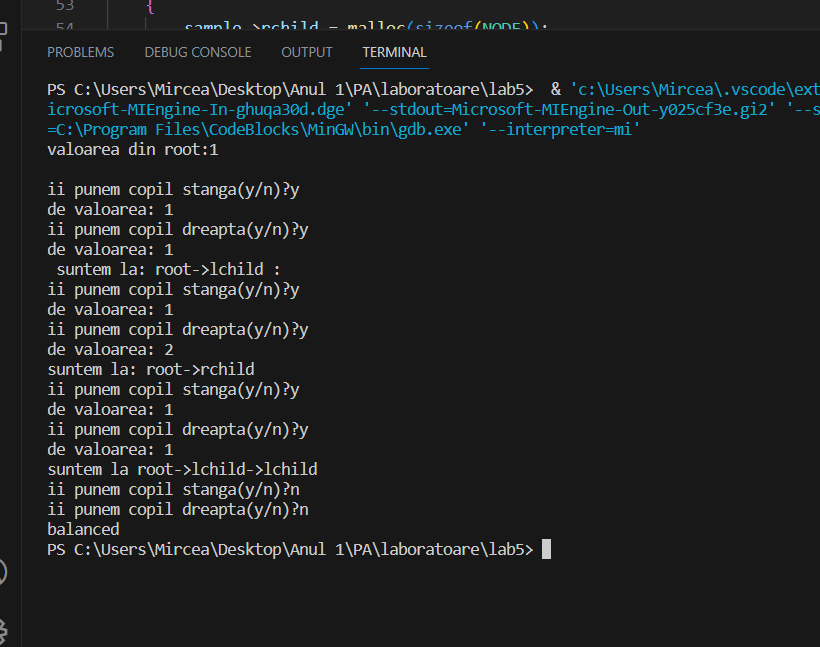 53 {
54 sample->rchild = malloc(sizeof(NODE));
PROBLEMS DEBUG CONSOLE OUTPUT TERMINAL
PS C:\Users\Mircea\Desktop\Anul 1\PA\laboratoare\lab5> & 'c:\Users\Mircea\.vscode\ext
icrosoft-MIEngine-In-ghuqa30d.dge' '--stdout=Microsoft-MIEngine-Out-y025cf3e.gi2' '--s
=C:\Program Files\CodeBlocks\MinGW\bin\gdb.exe' '--interpreter=mi'
valoarea din root:1
ii punem copil stanga(y/n)?y
de valoarea: 1
ii punem copil dreapta(y/n)?y
de valoarea: 1
suntem la: root->lchild :
ii punem copil stanga(y/n)?y
de valoarea: 1
ii punem copil dreapta(y/n)?y
de valoarea: 2
suntem la: root->rchild
ii punem copil stanga(y/n)?y
de valoarea: 1
ii punem copil dreapta(y/n)?y
de valoarea: 1
suntem la root->lchild->lchild
ii punem copil stanga(y/n)?n
ii punem copil dreapta(y/n)?n
balanced
PS C:\Users\Mircea\Desktop\Anul 1\PA\laboratoare\lab5>